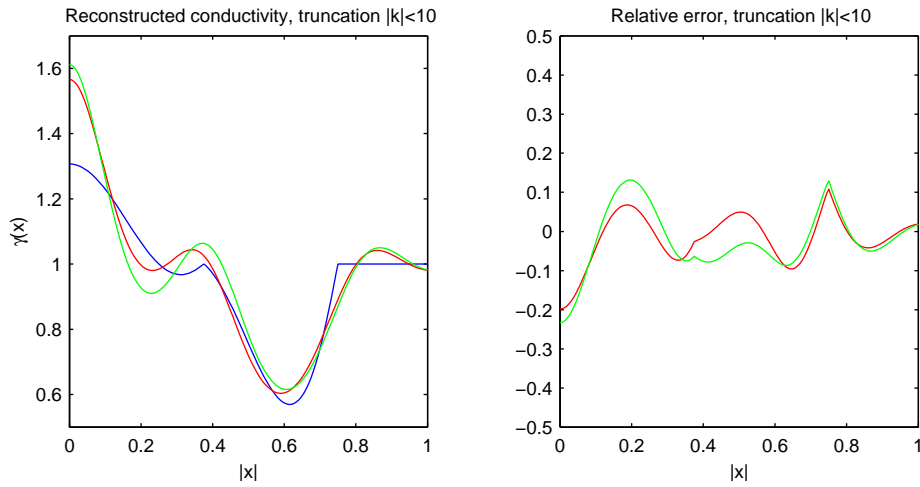 Reconstructed conductivity, truncation |k|<10
1.6
1.4
1.2
1
0.8
0.6
γ(x)
0 0.2 0.4 0.6 0.8 1
|x|
Relative error, truncation |k|<10
0.5
0.4
0.3
0.2
0.1
0
−0.1
−0.2
−0.3
−0.4
−0.5
0 0.2 0.4 0.6 0.8 1
|x|